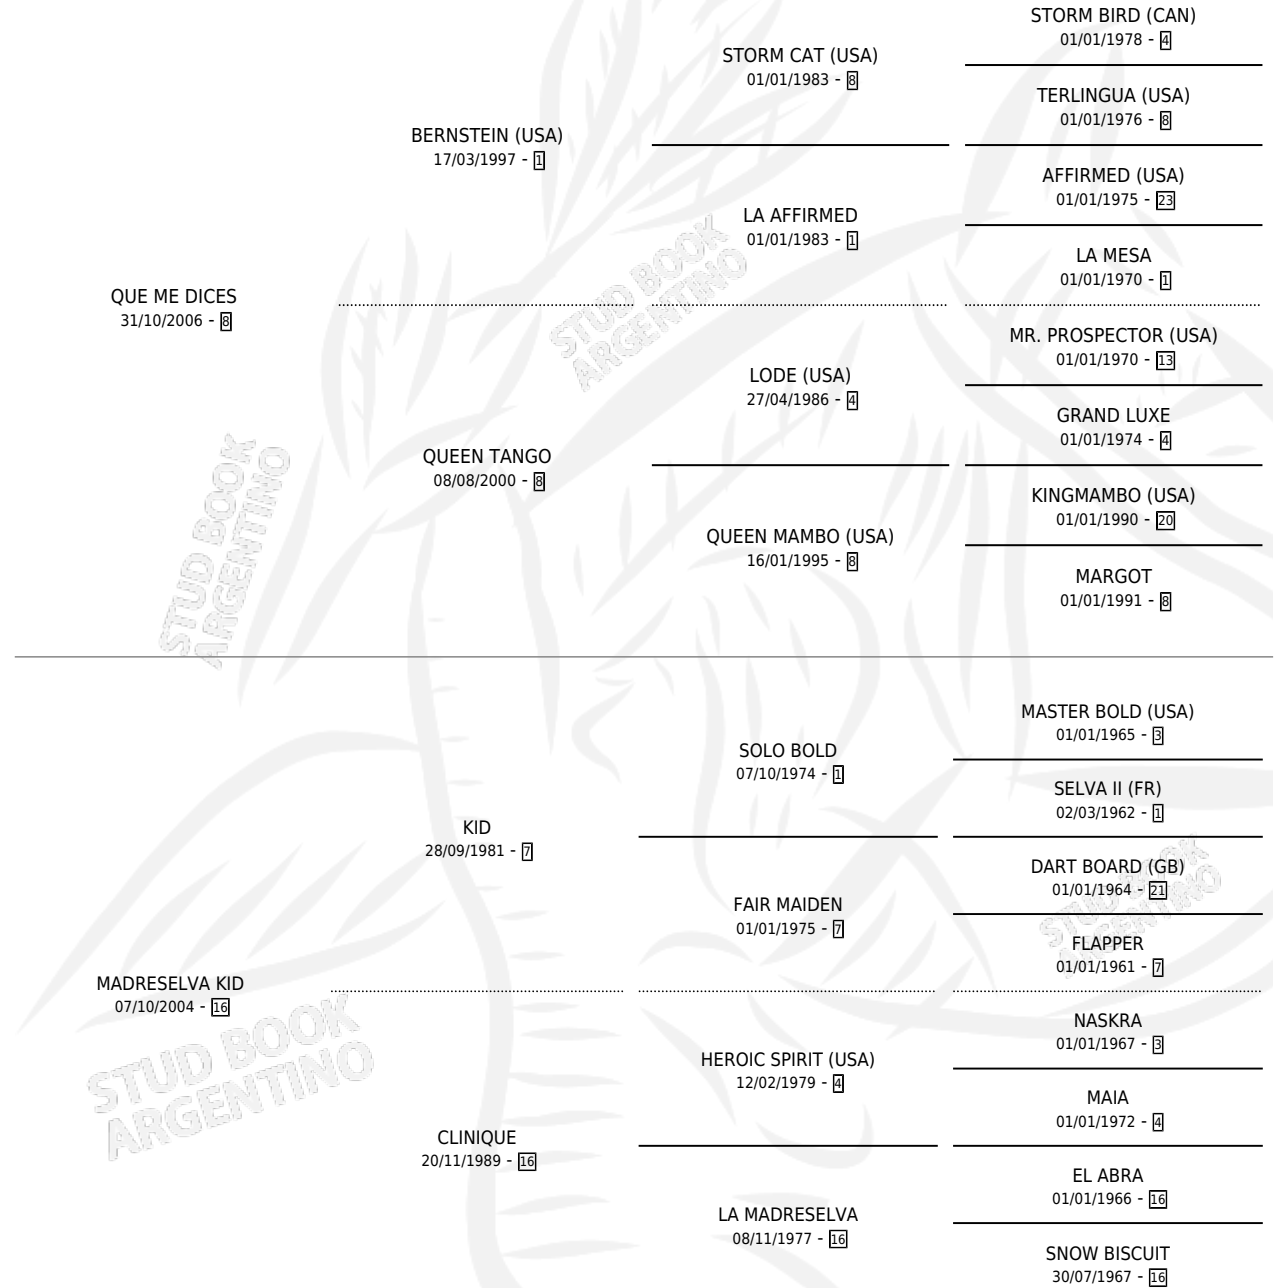 STORM BIRD (CAN)
01/01/1978 - 4
STORM CAT (USA)
01/01/1983 - 8
TERLINGUA (USA)
01/01/1976 - 8
BERNSTEIN (USA)
17/03/1997 - 1
AFFIRMED (USA)
01/01/1975 - 23
LA AFFIRMED
01/01/1983 - 1
LA MESA
01/01/1970 - 1
QUE ME DICES
31/10/2006 - 8
MR. PROSPECTOR (USA)
01/01/1970 - 13
LODE (USA)
27/04/1986 - 4
GRAND LUXE
01/01/1974 - 4
QUEEN TANGO
08/08/2000 - 8
KINGMAMBO (USA)
01/01/1990 - 20
QUEEN MAMBO (USA)
16/01/1995 - 8
MARGOT
01/01/1991 - 8
STUD BOOK
ARGENTINO
STUD BOOK
ARGENTINO
MASTER BOLD (USA)
01/01/1965 - 3
SOLO BOLD
07/10/1974 - 1
SELVA II (FR)
02/03/1962 - 1
KID
28/09/1981 - 7
DART BOARD (GB)
01/01/1964 - 21
FAIR MAIDEN
01/01/1975 - 7
FLAPPER
01/01/1961 - 7
STUD BOOK
ARGENTINO
MADRESELVA KID
07/10/2004 - 16
NASKRA
01/01/1967 - 3
HEROIC SPIRIT (USA)
12/02/1979 - 4
MAIA
01/01/1972 - 4
STUD BOOK
ARGENTINO
CLINIQUE
20/11/1989 - 16
EL ABRA
01/01/1966 - 16
LA MADRESELVA
08/11/1977 - 16
SNOW BISCUIT
30/07/1967 - 16